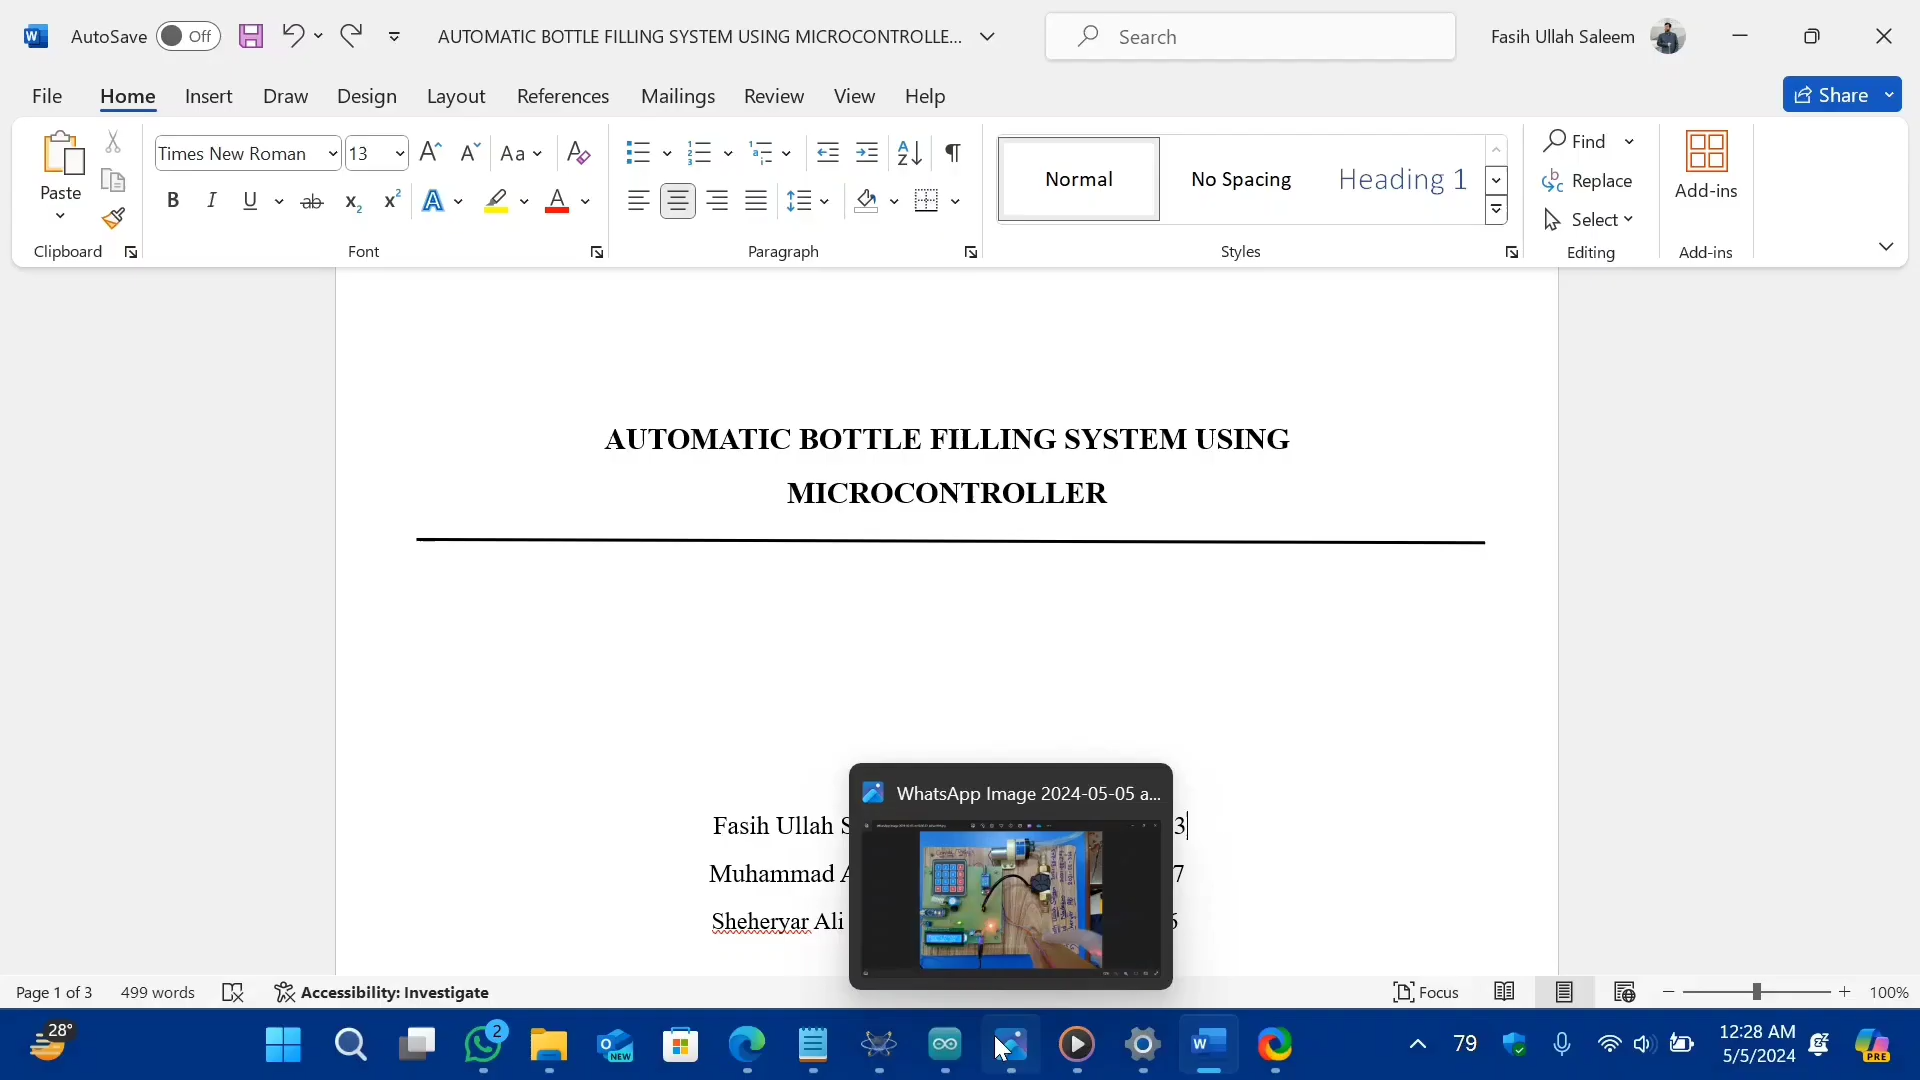 AutoSave Off
AUTOMATIC BOTTLE FILLING SYSTEM USING MICROCONTROLLE...
Search
Fasih Ullah Saleem
File Home Insert Draw Design Layout References Mailings Review View Help
Share
Times New Roman 13
Normal
No Spacing
Heading 1
Find
Paste
Replace
Add-ins
Select
Clipboard
Font
Paragraph
Styles
Editing
Add-ins
AUTOMATIC BOTTLE FILLING SYSTEM USING
MICROCONTROLLER
WhatsApp Image 2024-05-05 a...
Fasih Ullah S 3
Muhammad A 7
Sheheryar Ali 6
Page 1 of 3 499 words Accessibility: Investigate
Focus
100%
28°
2
NEW
79
12:28 AM
5/5/2024
PRE